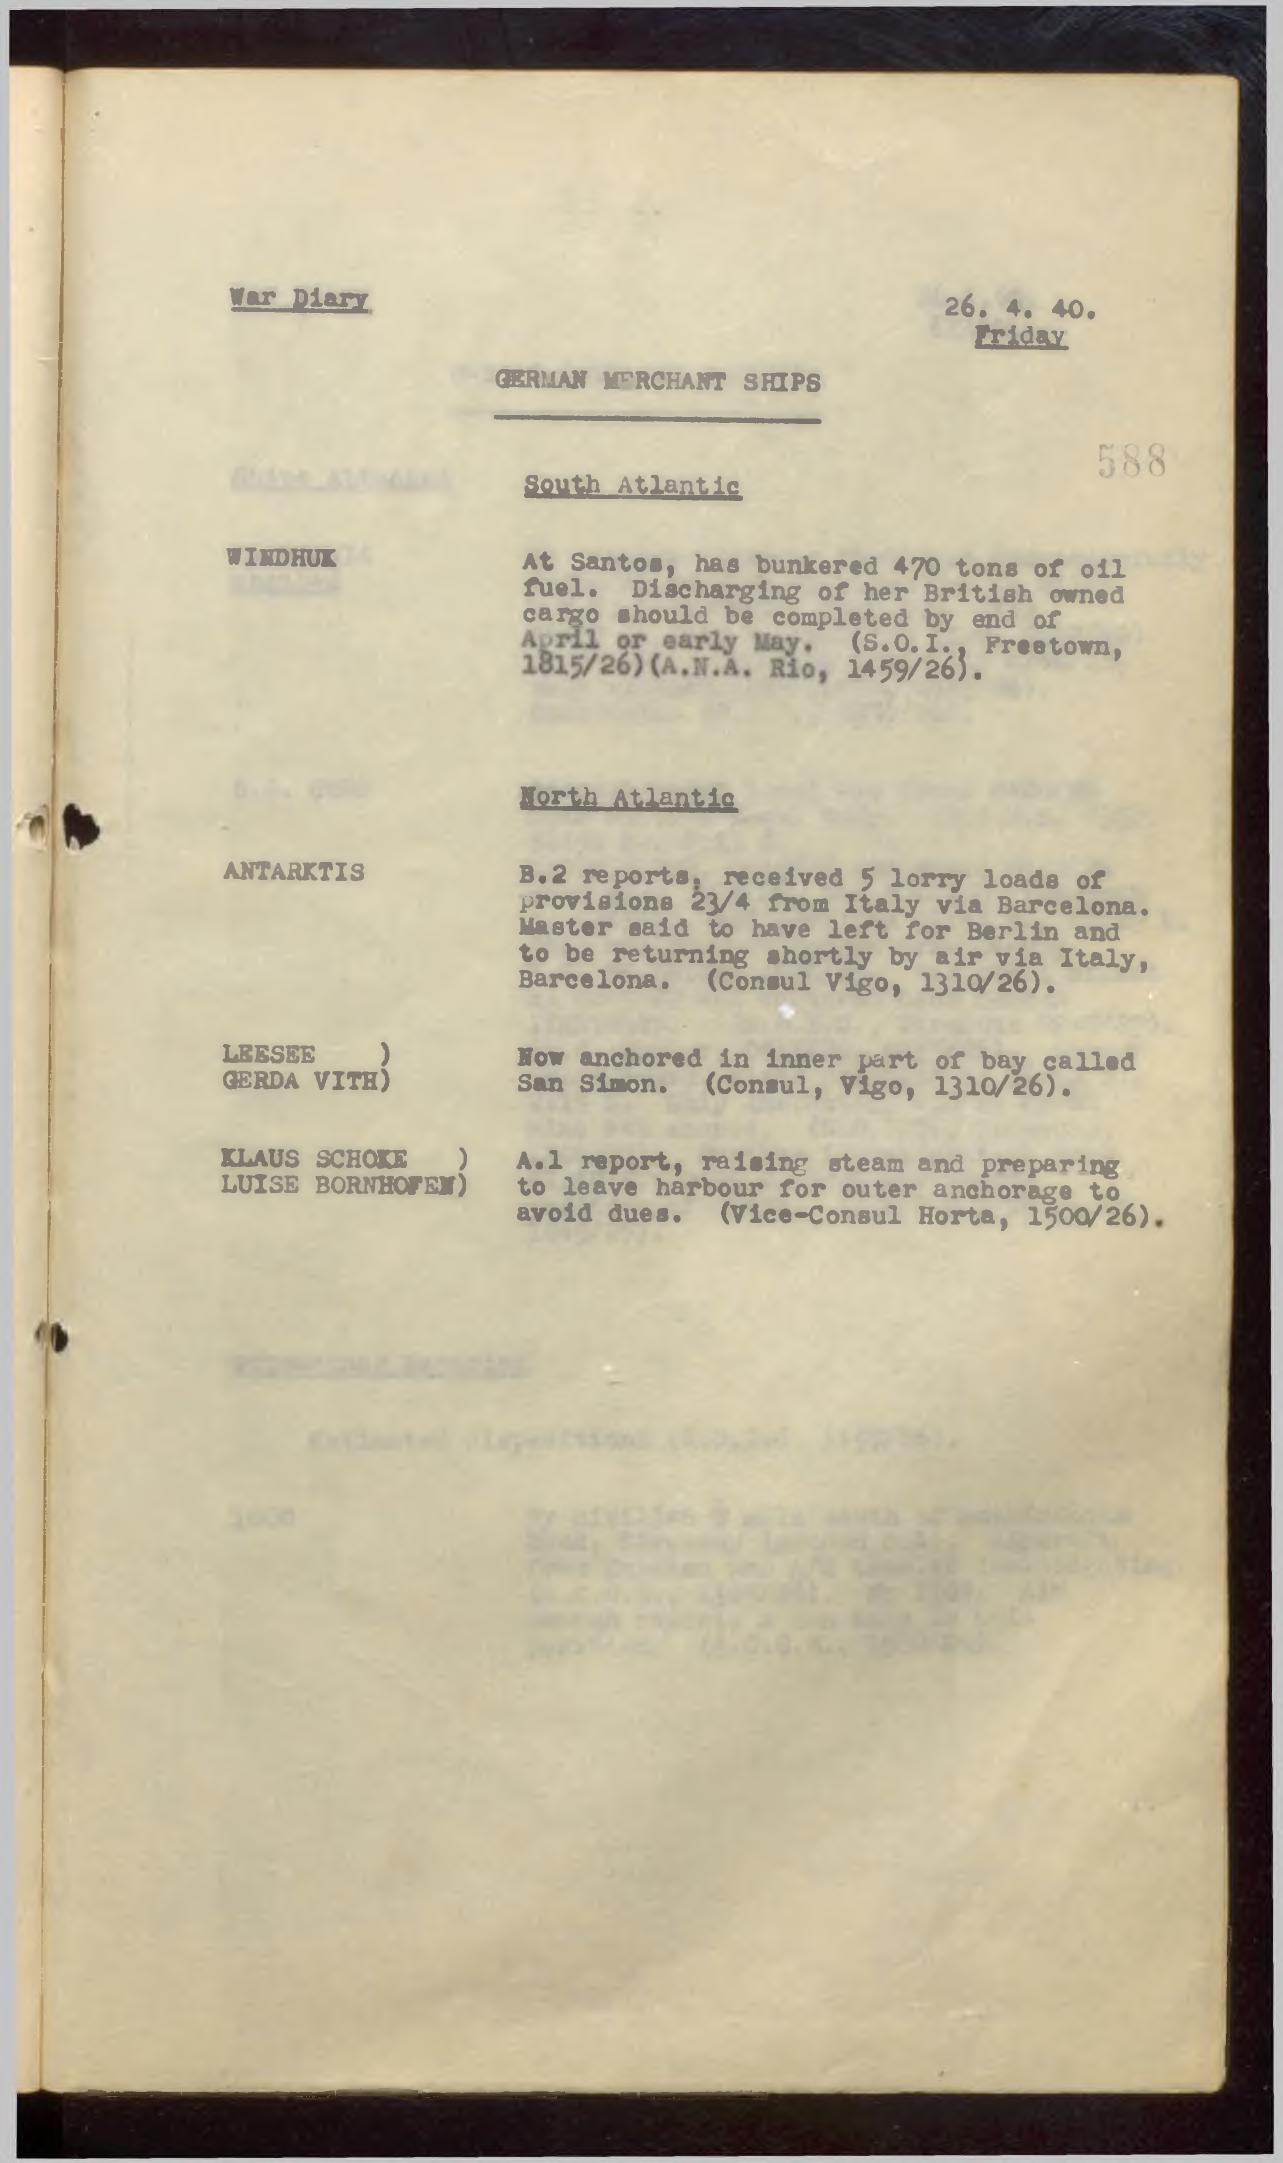 War Diary
26. 4. 40.
Friday
GERMAN MERCHANT SHIPS
588
South Atlantic
WINDHUK At Santos, has bunkered 470 tons of oil
fuel. Discharging of her British owned
cargo should be completed by end of
April or early May. (S.O.I., Freetown,
1815/26)(A.N.A. Rio, 1459/26).
North Atlantic
ANTARKTIS B.2 reports, received 5 lorry loads of
provisions 23/4 from Italy via Barcelona.
Master said to have left for Berlin and
to be returning shortly by air via Italy,
Barcelona. (Consul Vigo, 1310/26).
LEESEE ) Now anchored in inner part of bay called
GERDA VITH) San Simon. (Consul, Vigo, 1310/26).
KLAUS SCHOKE ) A.1 report, raising steam and preparing
LUISE BORNHOFEN) to leave harbour for outer anchorage to
avoid dues. (Vice-Consul Horta, 1500/26).